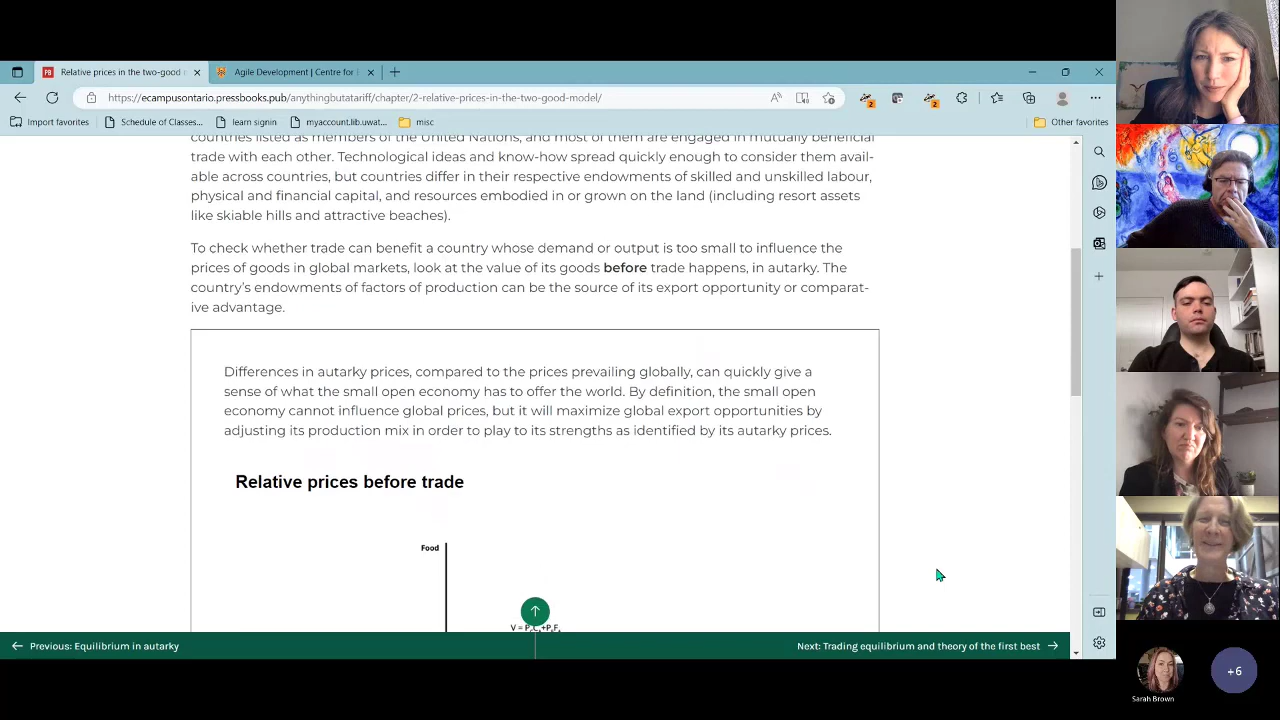 Relative prices in the two-good
Agile Development | Centre for
https://ecampusontario.pressbooks.pub/anythingbutatariff/chapter/2-relative-prices-in-the-two-good-model/
Import favorites
Schedule of Classes...
learn signin
myaccount.lib.uwat...
misc
Other favorites
countries listed as members of the United Nations, and most of them are engaged in mutually beneficial
trade with each other. Technological ideas and know-how spread quickly enough to consider them avail-
able across countries, but countries differ in their respective endowments of skilled and unskilled labour,
physical and financial capital, and resources embodied in or grown on the land (including resort assets
like skiable hills and attractive beaches).
To check whether trade can benefit a country whose demand or output is too small to influence the
prices of goods in global markets, look at the value of its goods before trade happens, in autarky. The
country's endowments of factors of production can be the source of its export opportunity or comparat-
ive advantage.
Differences in autarky prices, compared to the prices prevailing globally, can quickly give a
sense of what the small open economy has to offer the world. By definition, the small open
economy cannot influence global prices, but it will maximize global export opportunities by
adjusting its production mix in order to play to its strengths as identified by its autarky prices.
Relative prices before trade
Food
← Previous: Equilibrium in autarky
Next: Trading equilibrium and theory of the first best →
Sarah Brown
+6